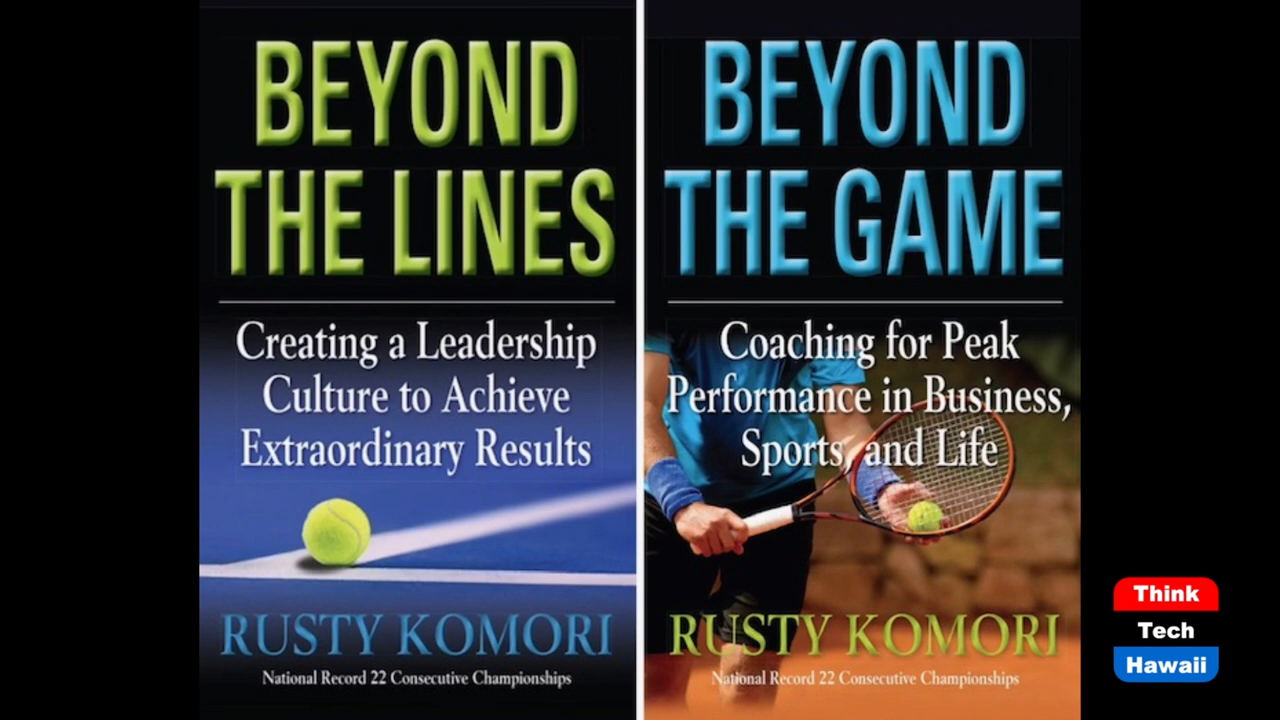 BEYOND
THE LINES
Creating a Leadership
Culture to Achieve
Extraordinary Results
RUSTY KOMORI
National Record 22 Consecutive Championships
BEYOND
THE GAME
Coaching for Peak
Performance in Business,
Sports, and Life
RUSTY KOMORI
National Record 22 Consecutive Championships
Think
Tech
Hawaii